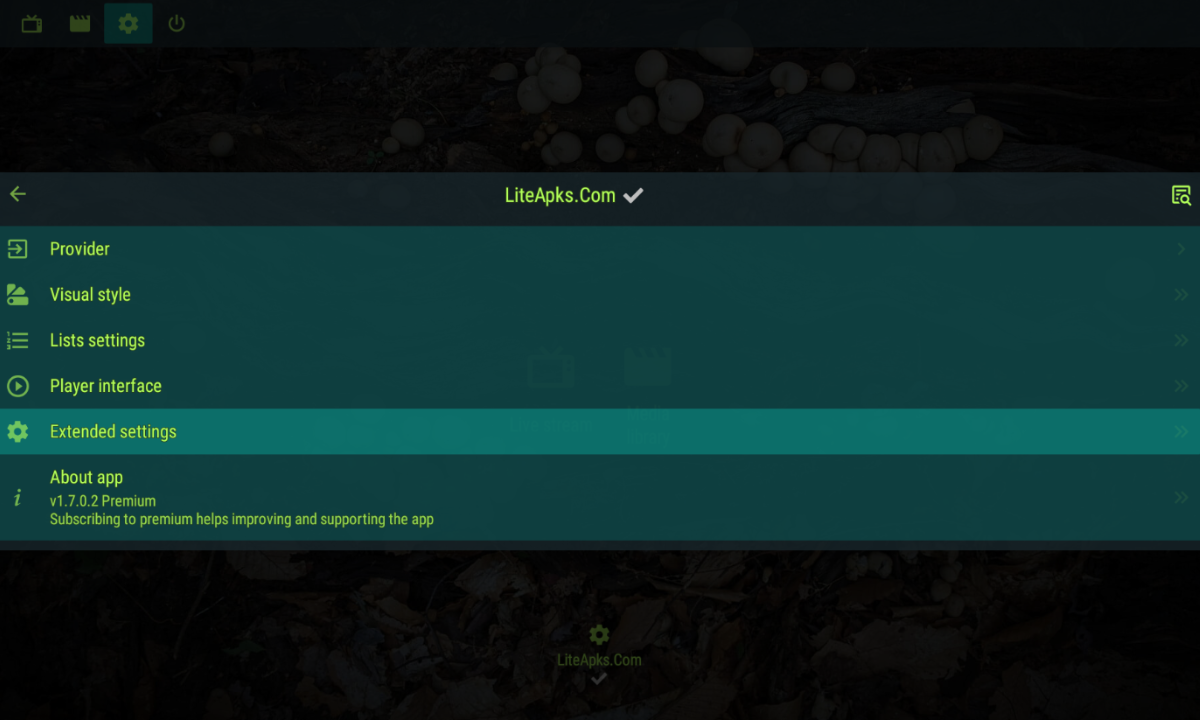 LiteApks.Com
Provider
Visual style
Lists settings
Player interface
Extended settings
About app
v1.7.0.2 Premium
Subscribing to premium helps improving and supporting the app
LiteApks.Com